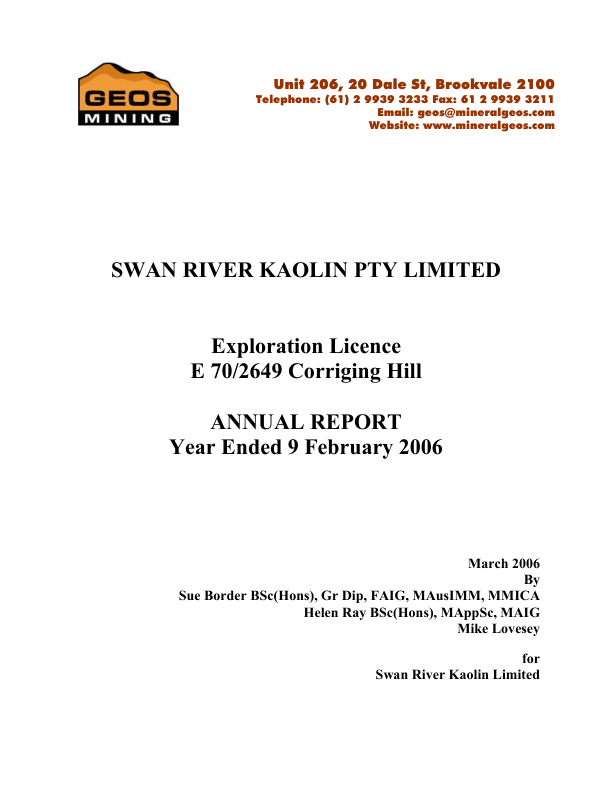 GEOS
MINING
Unit 206, 20 Dale St, Brookvale 2100
Telephone: (61) 2 9939 3233 Fax: 61 2 9939 3211
Email: geos@mineralgeos.com
Website: www.mineralgeos.com
SWAN RIVER KAOLIN PTY LIMITED
Exploration Licence
E 70/2649 Corriging Hill
ANNUAL REPORT
Year Ended 9 February 2006
March 2006
By
Sue Border BSc(Hons), Gr Dip, FAIG, MAusIMM, MMICA
Helen Ray BSc(Hons), MAppSc, MAIG
Mike Lovesey
for
Swan River Kaolin Limited